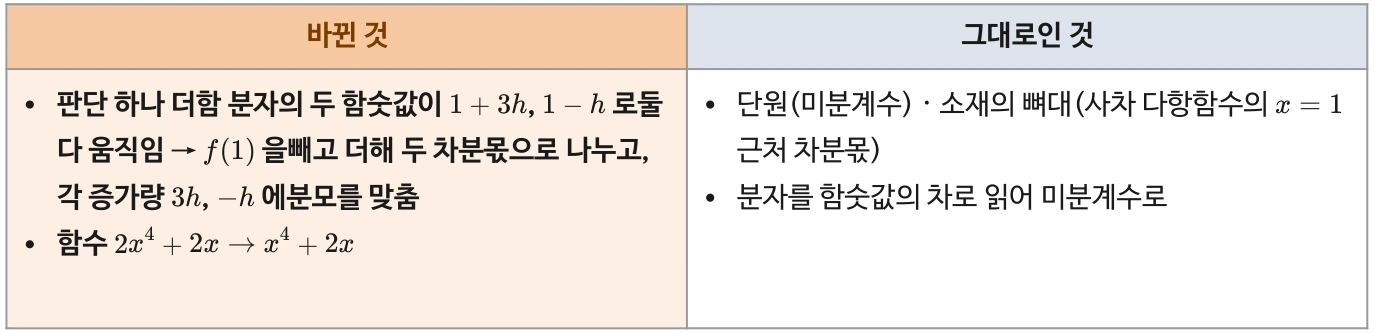 바뀐 것
그대로인 것
• 판단 하나 더함 분자의 두 함숫값이 1 + 3h, 1 − h 로둘
다 움직임 → f(1) 을빼고 더해 두 차분몫으로 나누고,
각 증가량 3h, −h 에분모를 맞춤
• 함수 2x⁴ + 2x → x⁴ + 2x
• 단원(미분계수) · 소재의 뼈대(사차 다항함수의 x = 1
근처 차분몫)
• 분자를 함숫값의 차로 읽어 미분계수로